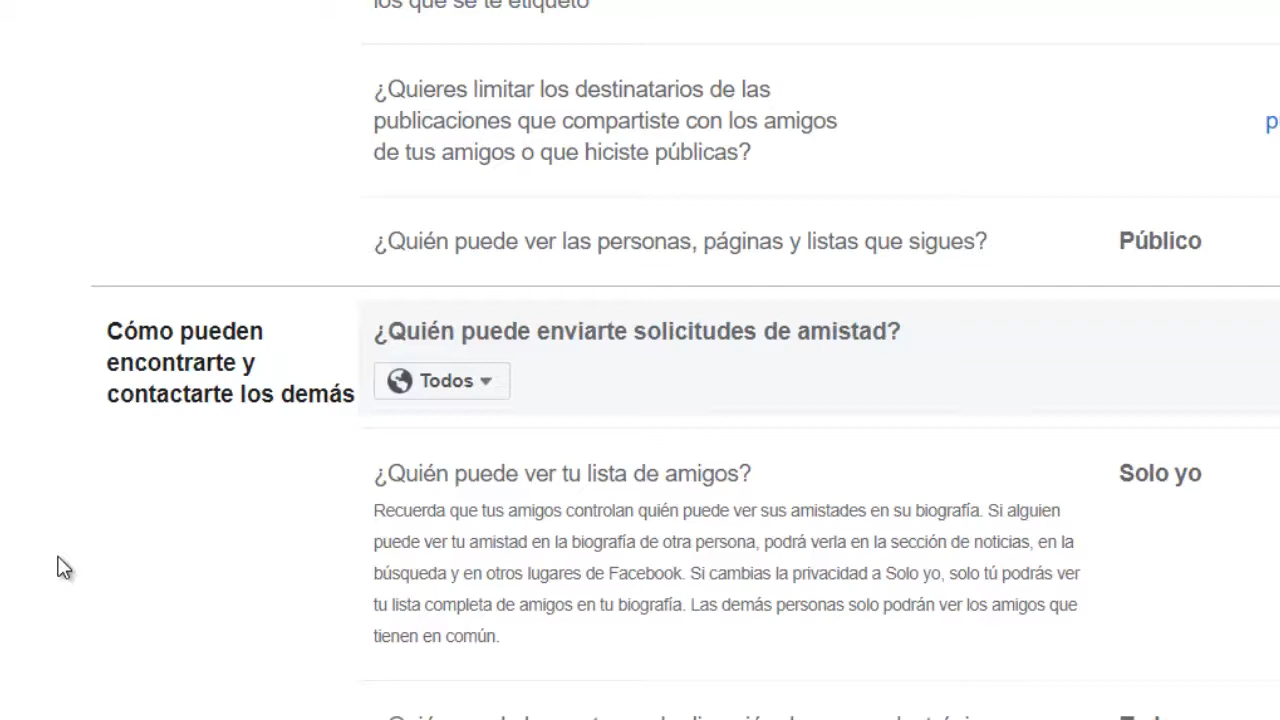 los que se te etiquetó
¿Quieres limitar los destinatarios de las
publicaciones que compartiste con los amigos
de tus amigos o que hiciste públicas?
¿Quién puede ver las personas, páginas y listas que sigues?
Público
Cómo pueden
encontrarte y
contactarte los demás
¿Quién puede enviarte solicitudes de amistad?
Todos
¿Quién puede ver tu lista de amigos?
Solo yo
Recuerda que tus amigos controlan quién puede ver sus amistades en su biografía. Si alguien
puede ver tu amistad en la biografía de otra persona, podrá verla en la sección de noticias, en la
búsqueda y en otros lugares de Facebook. Si cambias la privacidad a Solo yo, solo tú podrás ver
tu lista completa de amigos en tu biografía. Las demás personas solo podrán ver los amigos que
tienen en común.